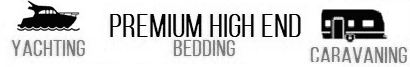 PREMIUM HIGH END
YACHTING
BEDDING
CARAVANING